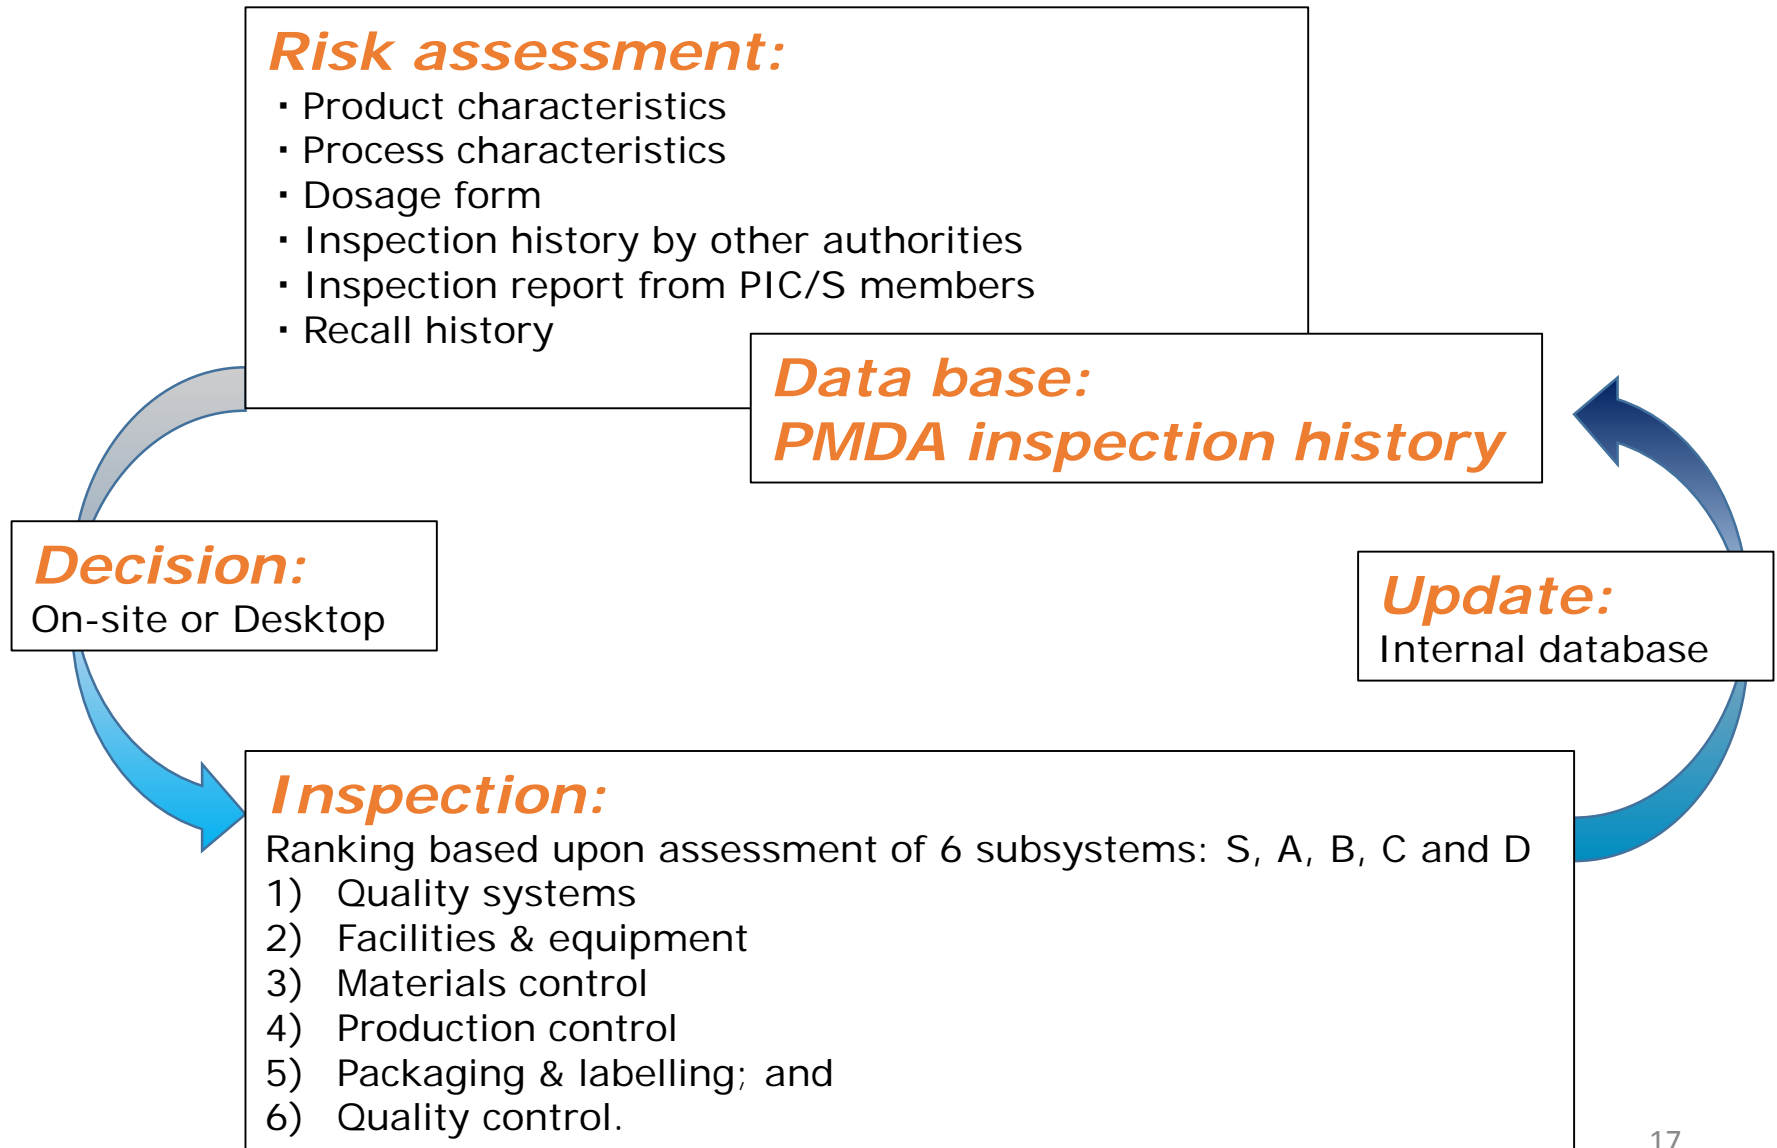 Risk assessment:
・Product characteristics
・Process characteristics
・Dosage form
・Inspection history by other authorities
・Inspection report from PIC/S members
・Recall history
Data base:
PMDA inspection history
Decision:
On-site or Desktop
Update:
Internal database
Inspection:
Ranking based upon assessment of 6 subsystems: S, A, B, C and D
1) Quality systems
2) Facilities & equipment
3) Materials control
4) Production control
5) Packaging & labelling; and
6) Quality control.
17